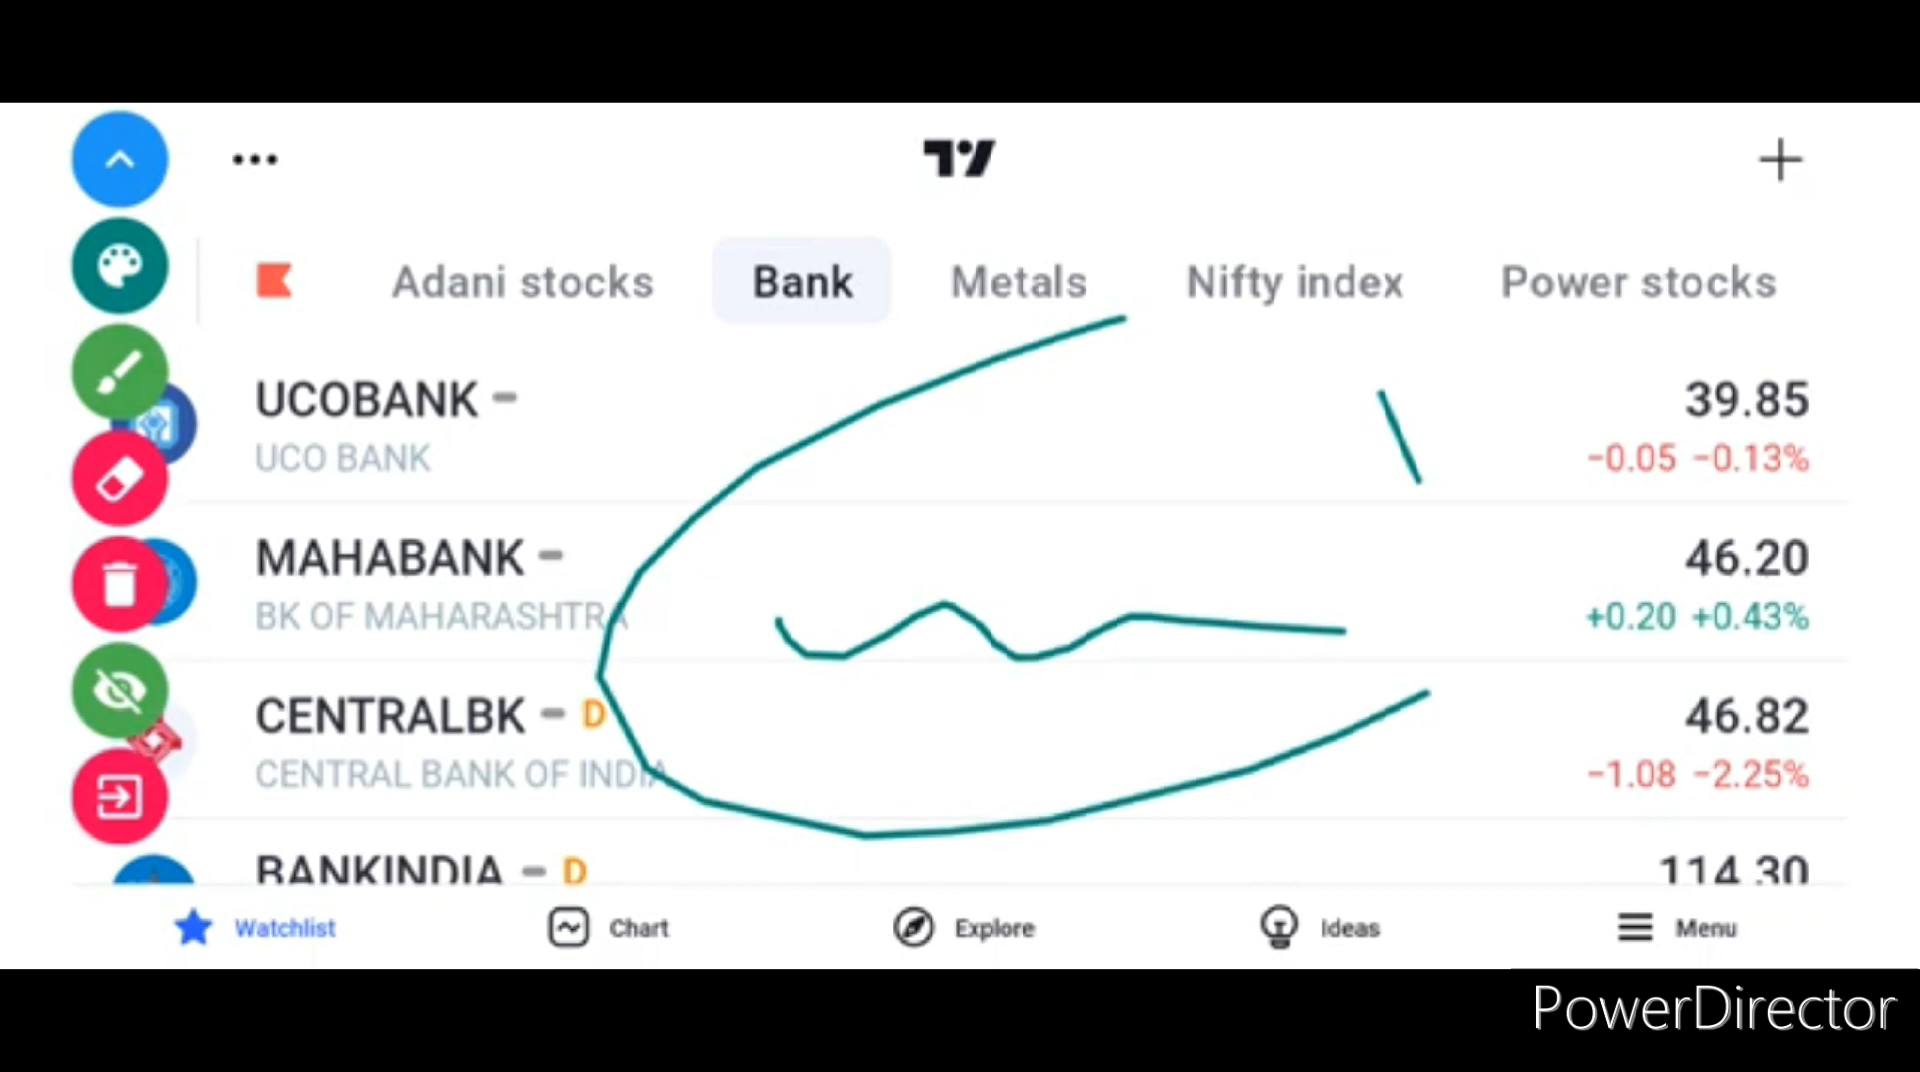 Adani stocks Bank Metals Nifty index Power stocks
UCOBANK 39.85
UCO BANK −0.05 −0.13%
MAHABANK 46.20
BK OF MAHARASHTRA +0.20 +0.43%
CENTRALBK D 46.82
CENTRAL BANK OF INDIA −1.08 −2.25%
BANKINDIA D 114.30
Watchlist Chart Explore Ideas Menu
PowerDirector